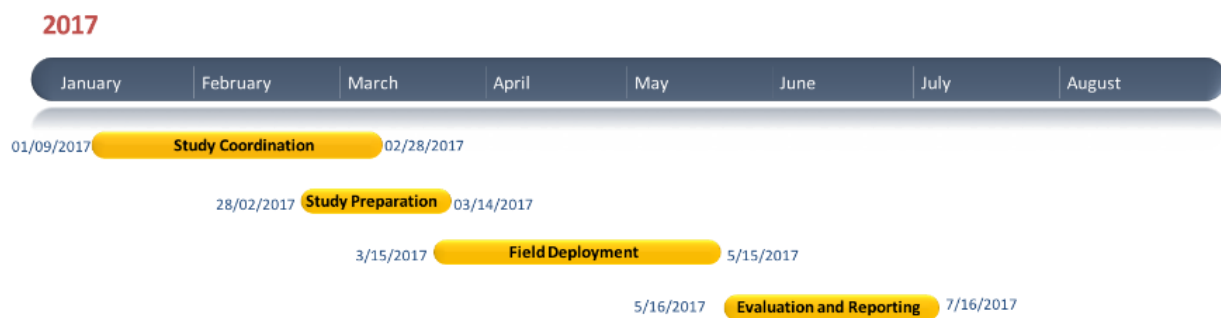 2017
January February March April May June July August
01/09/2017 Study Coordination 02/28/2017
28/02/2017 Study Preparation 03/14/2017
3/15/2017 Field Deployment 5/15/2017
5/16/2017 Evaluation and Reporting 7/16/2017